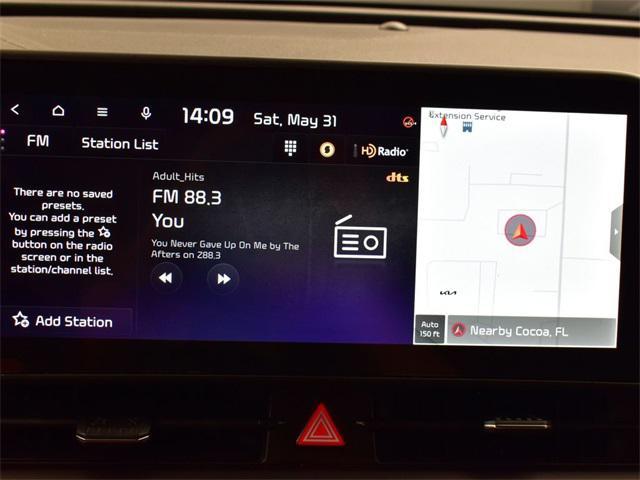 14:09
Sat, May 31
FM
Station List
HD Radio
There are no saved
presets.
You can add a preset
by pressing the
button on the radio
screen or in the
station/channel list.
Add Station
Adult_Hits
dts
FM 88.3
You
You Never Gave Up On Me by The
Afters on Z88.3
Extension Service
KIA
Auto
150 ft
Nearby Cocoa, FL